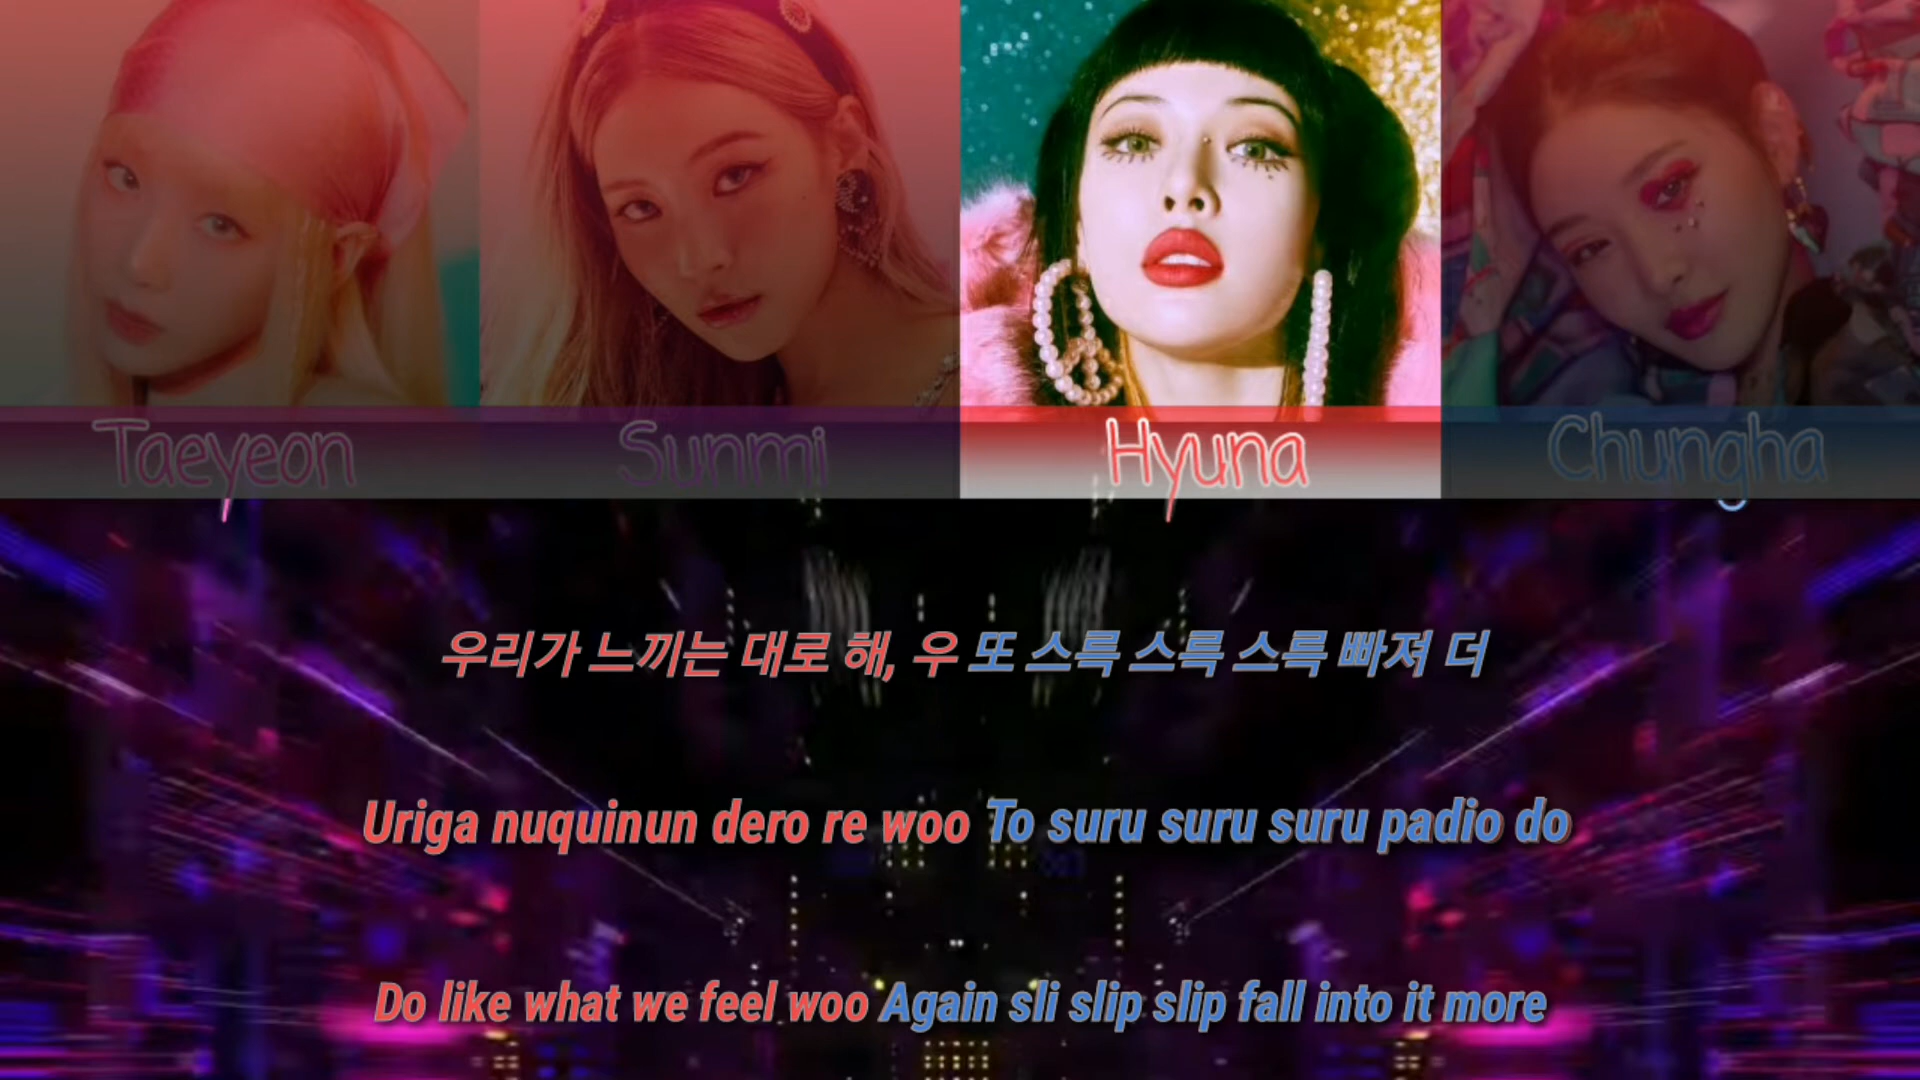 Taeyeon Sunmi Hyuna Chungha
우리가 느끼는 대로 해, 우 또 스륵 스륵 스륵 빠져 더
Uriga nuquinun dero re woo To suru suru suru padio do
Do like what we feel woo Again sli slip slip fall into it more